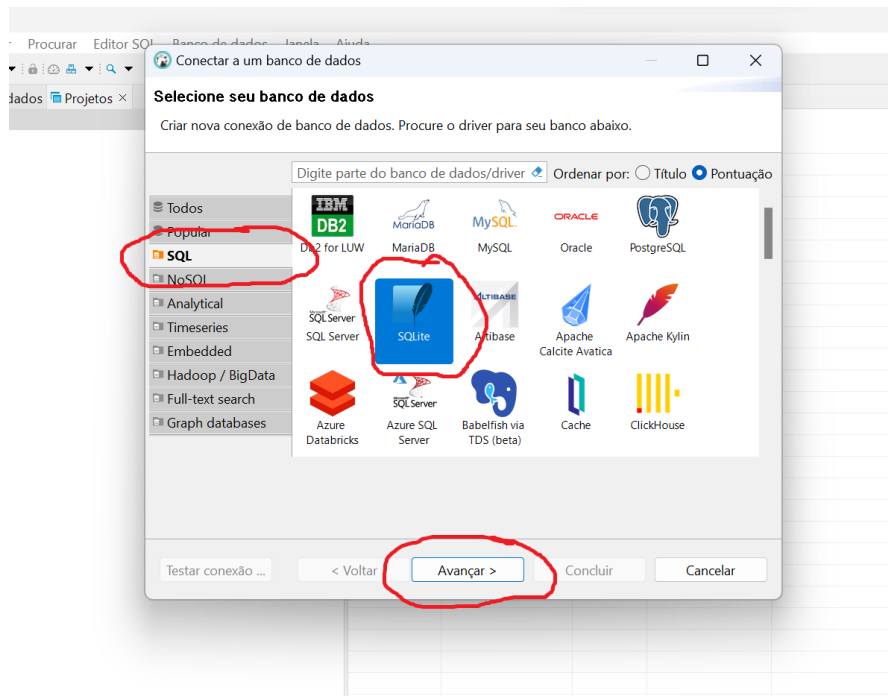 Procurar Editor SQL Banco de dados Janela Ajuda
dados Projetos
Conectar a um banco de dados
Selecione seu banco de dados
Criar nova conexão de banco de dados. Procure o driver para seu banco abaixo.
Digite parte do banco de dados/driver Ordenar por: Título Pontuação
Todos
Popular
SQL
NoSQL
Analytical
Timeseries
Embedded
Hadoop / BigData
Full-text search
Graph databases
IBM
DB2
MariaDB
MySQL
ORACLE
Db2 for LUW
MariaDB
MySQL
Oracle
PostgreSQL
Microsoft
SQL Server
ALTIBASE
SQL Server
SQLite
Altibase
Apache
Calcite Avatica
Apache Kylin
SQL Server
Azure
Databricks
Azure SQL
Server
Babelfish via
TDS (beta)
Cache
ClickHouse
Testar conexão ... < Voltar Avançar > Concluir Cancelar